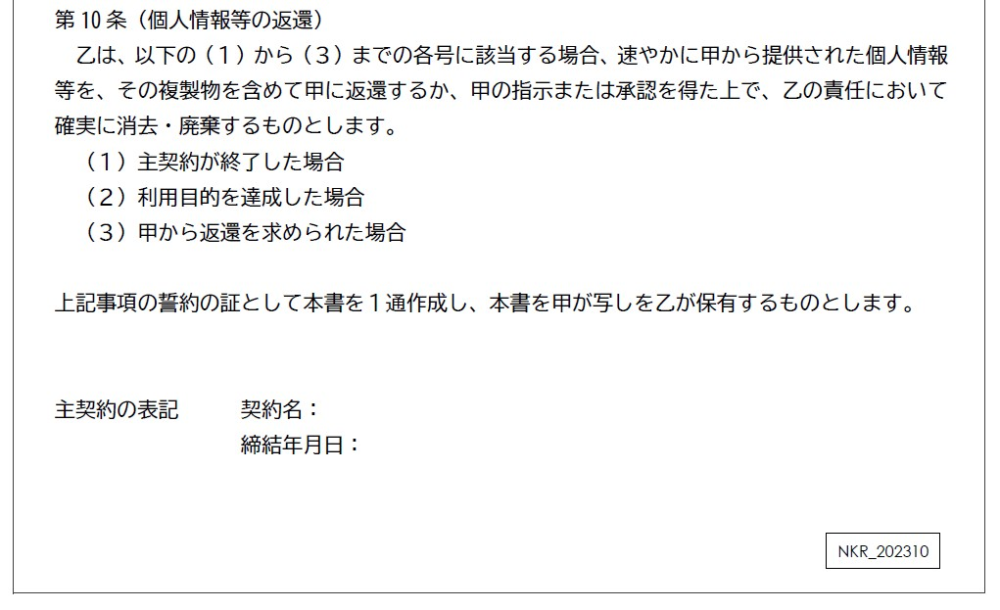 第10条（個人情報等の返還）
乙は、以下の（１）から（３）までの各号に該当する場合、速やかに甲から提供された個人情報
等を、その複製物を含めて甲に返還するか、甲の指示または承認を得た上で、乙の責任において
確実に消去・廃棄するものとします。
（１）主契約が終了した場合
（２）利用目的を達成した場合
（３）甲から返還を求められた場合
上記事項の誓約の証として本書を１通作成し、本書を甲が写しを乙が保有するものとします。
主契約の表記　　　契約名：
締結年月日：
NKR_202310